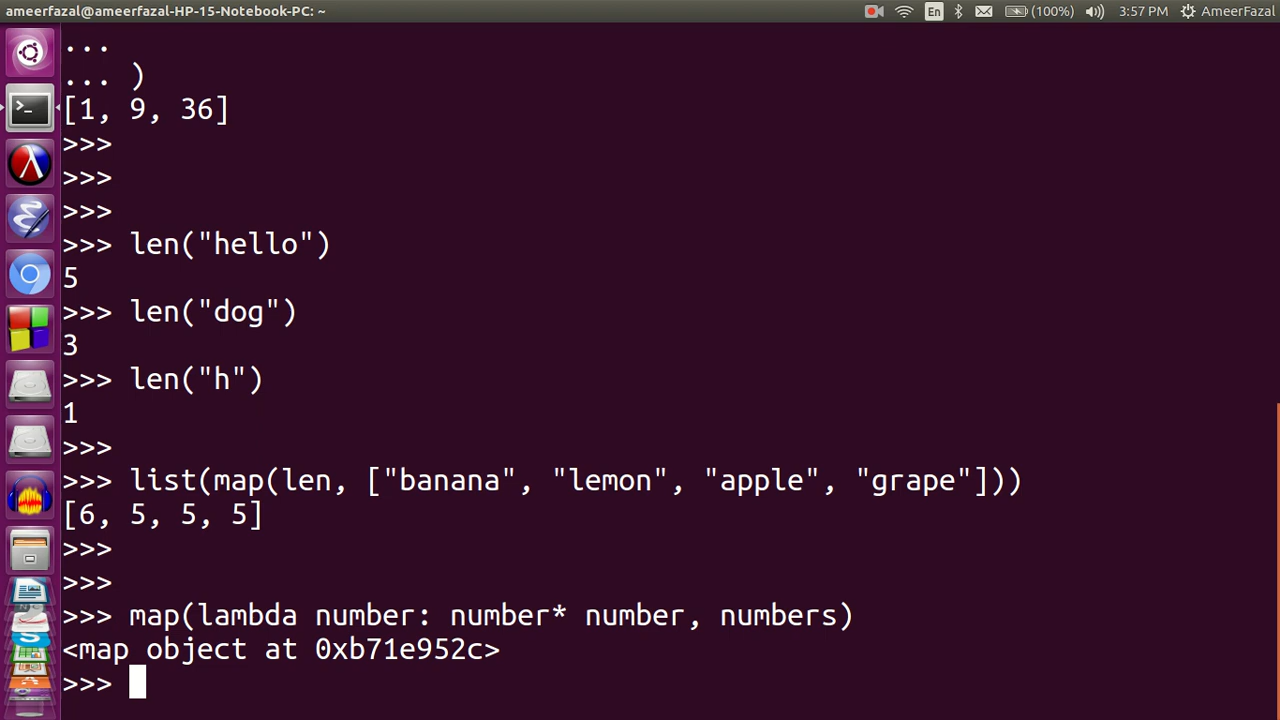 ameerfazal@ameerfazal-HP-15-Notebook-PC: ~ En (100%) 3:57 PM AmeerFazal
...
... )
[1, 9, 36]
>>>
>>>
>>>
>>> len("hello")
5
>>> len("dog")
3
>>> len("h")
1
>>>
>>> list(map(len, ["banana", "lemon", "apple", "grape"]))
[6, 5, 5, 5]
>>>
>>>
>>> map(lambda number: number* number, numbers)
<map object at 0xb71e952c>
>>>